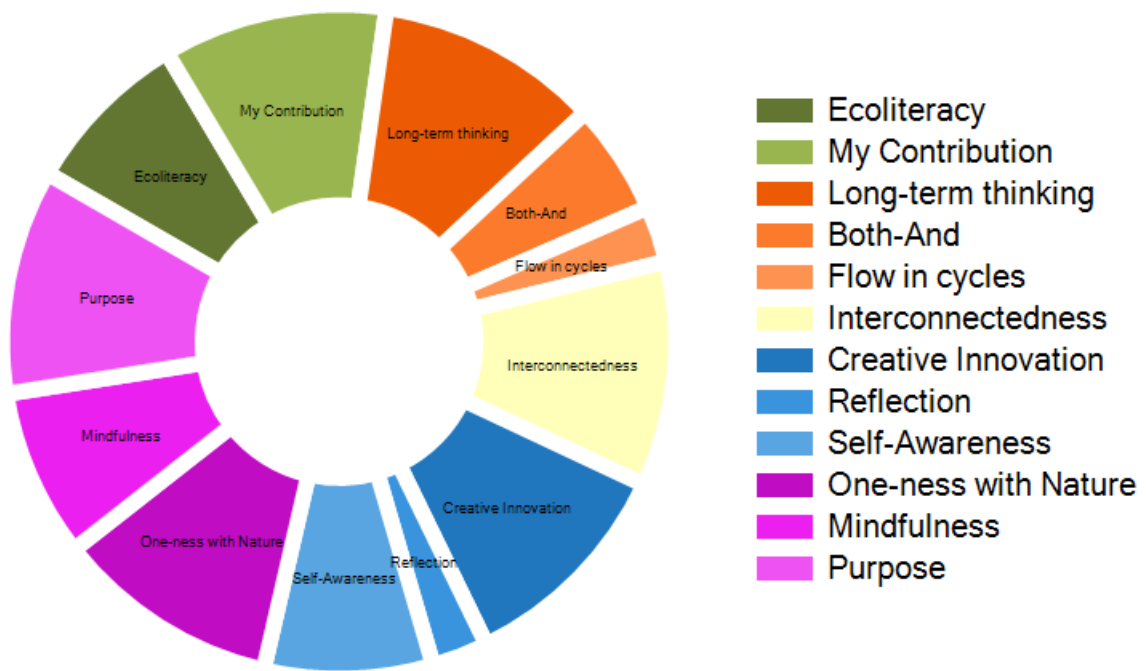 My Contribution
Long-term thinking
Ecoliteracy
Both-And
Flow in cycles
Purpose
Interconnectedness
Mindfulness
Creative Innovation
One-ness with Nature
Reflection
Self-Awareness
Ecoliteracy
My Contribution
Long-term thinking
Both-And
Flow in cycles
Interconnectedness
Creative Innovation
Reflection
Self-Awareness
One-ness with Nature
Mindfulness
Purpose